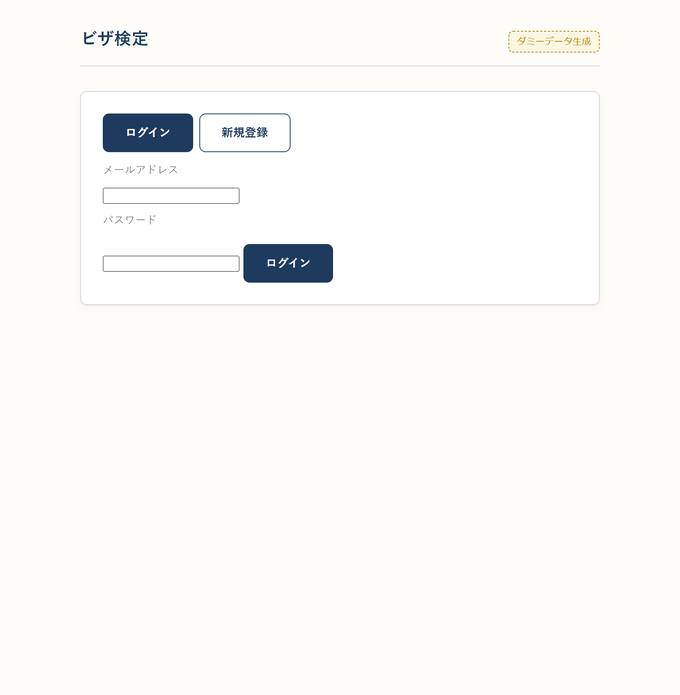 ビザ検定
ダミーデータ生成
ログイン
新規登録
メールアドレス
パスワード
ログイン